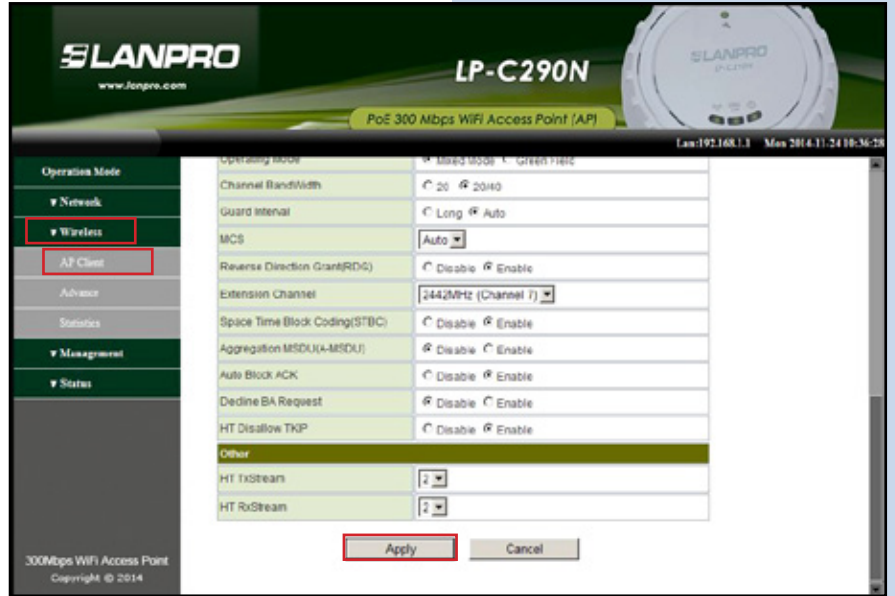 LANPRO
www.lanpro.com
LP-C290N
PoE 300 Mbps WiFi Access Point (AP)
LANPRO
LP-C290N
Lan:192.168.1.1 Mon 2014-11-24 10:36:28
Operation Mode
▼ Network
▼ Wireless
AP Client
Advance
Statistics
▼ Management
▼ Status
300Mbps WiFi Access Point
Copyright © 2014
Operating Mode Mixed Mode Green Field
Channel BandWidth 20 20/40
Guard Interval Long Auto
MCS Auto
Reverse Direction Grant(RDG) Disable Enable
Extension Channel 2442MHz (Channel 7)
Space Time Block Coding(STBC) Disable Enable
Aggregation MSDU(A-MSDU) Disable Enable
Auto Block ACK Disable Enable
Decline BA Request Disable Enable
HT Disallow TKIP Disable Enable
Other
HT TxStream 2
HT RxStream 2
Apply Cancel